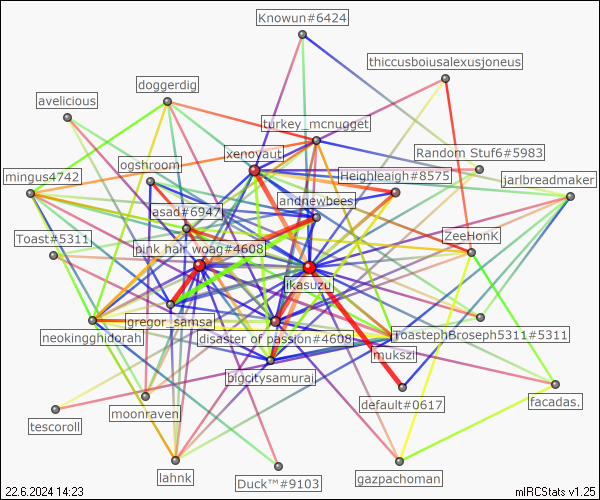 Knowun#6424
thiccusboiusalexusjoneus
doggerdig
avelicious
turkey_mcnugget
xenoyaut
Random Stuf6#5983
ogshroom
mingus4742
Heighleaigh#8575
jarlbreadmaker
andnewbees
asad#6947
Toast#5311
ZeeHonK
pink hair woag#4608
ikasuzu
gregor_samsa
neokingghidorah
disaster of passion#4608
ToastephBroseph5311#5311
mukszi
bigcitysamurai
default#0617
facadas.
moonraven
tescoroll
lahnk
Duck™#9103
gazpachoman
22.6.2024 14:23
mIRCStats v1.25